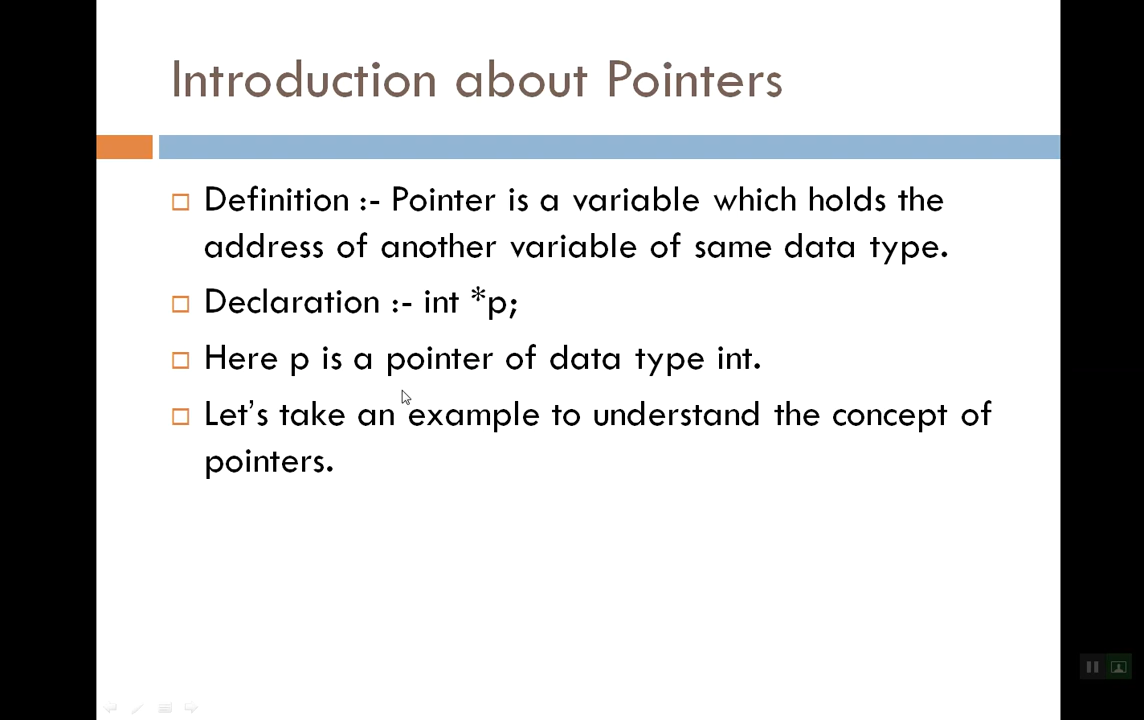 Introduction about Pointers
Definition :- Pointer is a variable which holds the
address of another variable of same data type.
Declaration :- int *p;
Here p is a pointer of data type int.
Let’s take an example to understand the concept of
pointers.